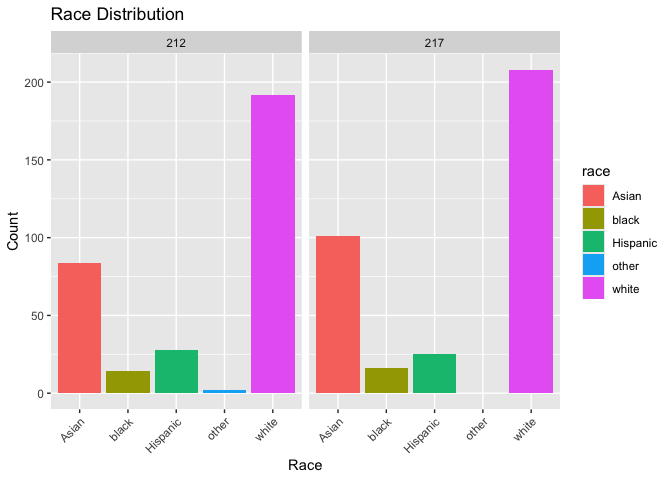 Race Distribution
212
217
Count
200
150
100
50
0
Asian
black
Hispanic
other
white
Asian
black
Hispanic
other
white
Race
race
Asian
black
Hispanic
other
white